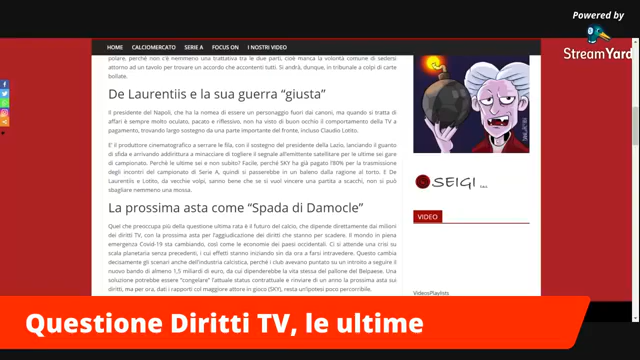 Powered by
StreamYard
HOME CALCIOMERCATO SERIE A FOCUS ON I NOSTRI VIDEO
polare, perché non c'è nemmeno una trattativa tra le due parti, cioè manca la volontà comune di sedersi
attorno ad un tavolo per trovare un accordo che accontenti tutti. Si andrà, dunque, in tribunale a colpi di carte
bollate.
De Laurentiis e la sua guerra "giusta"
Il presidente del Napoli, che ha la nomea di essere un personaggio fuori dai canoni, ma quando si tratta di
affari è sempre molto oculato, pacato e riflessivo, non ha visto di buon occhio il comportamento della TV a
pagamento, trovando largo sostegno da una parte importante del fronte, incluso Claudio Lotito.
E' il produttore cinematografico a serrare le fila, con il sostegno del presidente della Lazio, lanciando il guanto
di sfida e arrivando addirittura a minacciare di togliere il segnale all'emittente satellitare per le ultime sei gare
di campionato. Perché le ultime sei e non subito? Facile, perché SKY ha già pagato l'80% per la trasmissione
degli incontri del campionato di Serie A, quindi si passerebbe in un baleno dalla ragione al torto. E De
Laurentiis e Lotito, da vecchie volpi, sanno bene che se si vuol vincere una partita a scacchi, non si può
sbagliare nemmeno una mossa.
La prossima asta come "Spada di Damocle"
Quel che preoccupa più della questione ultima rata è il futuro del calcio, che dipende direttamente dai milioni
dei diritti TV, con la prossima asta per l'aggiudicazione dei diritti che stanno per scadere. Il mondo in piena
emergenza Covid-19 sta cambiando, così come le economie dei paesi occidentali. Ci si attende una crisi su
scala planetaria senza precedenti, i cui effetti stanno iniziando sin da ora a farsi intravedere. Questo cambia
decisamente gli scenari anche dell'industria calcistica, perché i club avevano puntato su un introito a seguire il
nuovo bando di almeno 1,5 miliardi di euro, da cui dipenderebbe la vita stessa del pallone del Belpaese. Una
soluzione potrebbe essere "congelare" l'attuale status contrattuale e rinviare di un anno la prossima asta sui
diritti, ma per ora, dati i rapporti col maggiore attore in gioco (SKY), resta un'ipotesi poco percorribile.
SEIGI
VIDEO
VideosPlaylists
Questione Diritti TV, le ultime